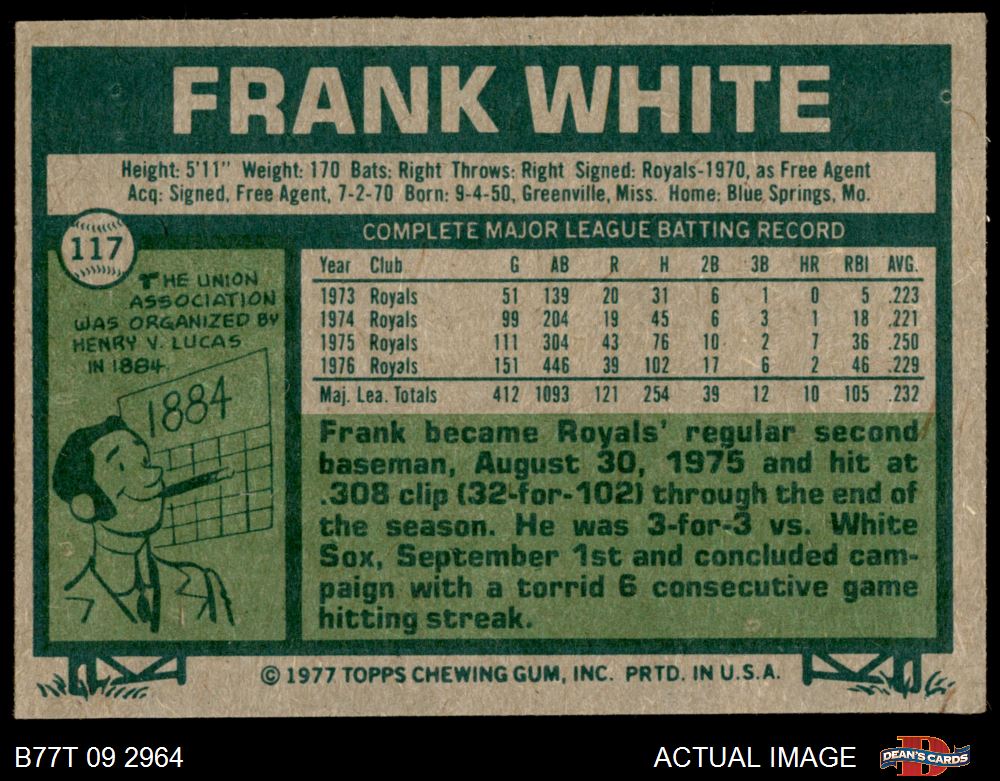 FRANK WHITE
Height: 5'11" Weight: 170 Bats: Right Throws: Right Signed: Royals-1970, as Free Agent
Acq: Signed, Free Agent, 7-2-70 Born: 9-4-50, Greenville, Miss. Home: Blue Springs, Mo.
117
THE UNION
ASSOCIATION
WAS ORGANIZED BY
HENRY V. LUCAS
IN 1884.
1884
COMPLETE MAJOR LEAGUE BATTING RECORD
Year Club G AB R H 2B 3B HR RBI AVG.
1973 Royals 51 139 20 31 6 1 0 5 .223
1974 Royals 99 204 19 45 6 3 1 18 .221
1975 Royals 111 304 43 76 10 2 7 36 .250
1976 Royals 151 446 39 102 17 6 2 46 .229
Maj. Lea. Totals 412 1093 121 254 39 12 10 105 .232
Frank became Royals' regular second
baseman, August 30, 1975 and hit at
.308 clip (32-for-102) through the end of
the season. He was 3-for-3 vs. White
Sox, September 1st and concluded cam-
paign with a torrid 6 consecutive game
hitting streak.
© 1977 TOPPS CHEWING GUM, INC. PRTD. IN U.S.A.
B77T 09 2964
ACTUAL IMAGE
D
DEAN'S CARDS